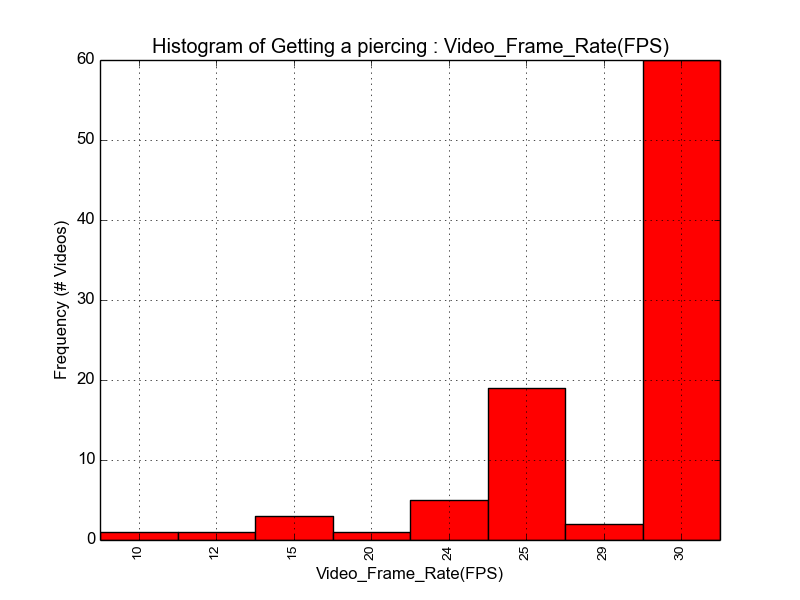 Histogram of Getting a piercing : Video_Frame_Rate(FPS)
60
50
40
30
20
10
0
Frequency (# Videos)
10 12 15 20 24 25 29 30
Video_Frame_Rate(FPS)